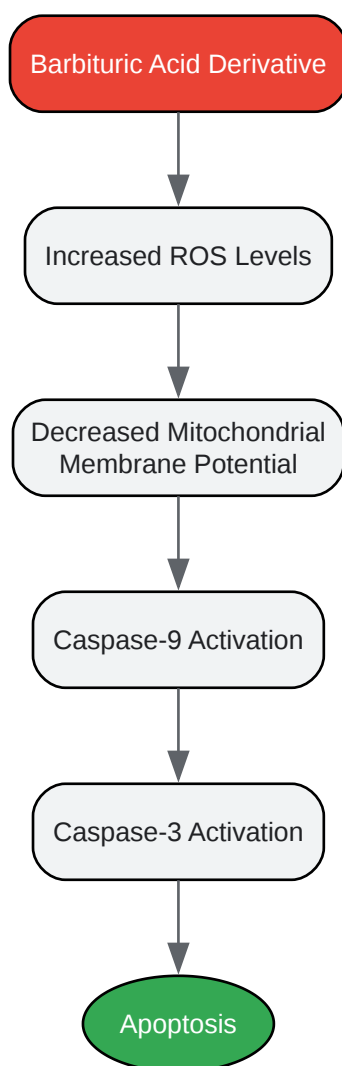 Barbituric Acid Derivative
Increased ROS Levels
Decreased Mitochondrial
Membrane Potential
Caspase-9 Activation
Caspase-3 Activation
Apoptosis